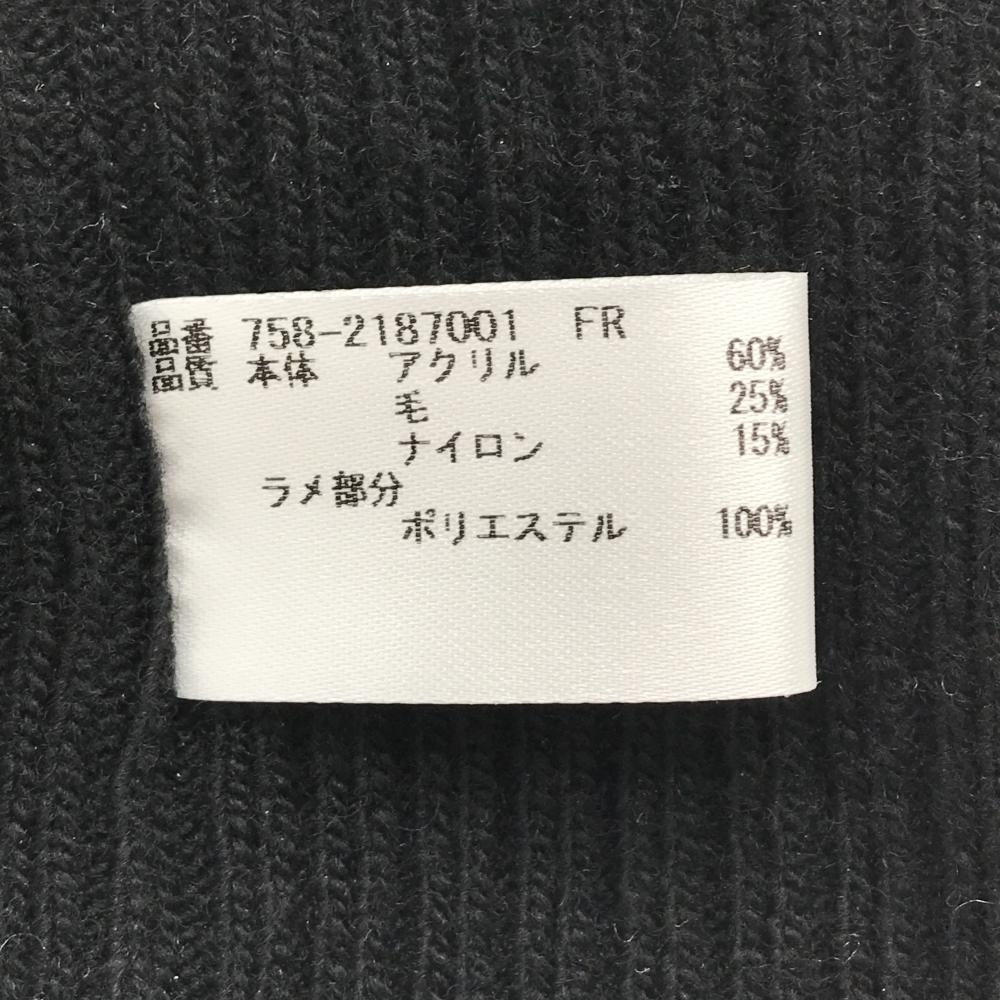 品番 758-2187001 FR
品質 本体 アクリル 60%
毛 25%
ナイロン 15%
ラメ部分
ポリエステル 100%